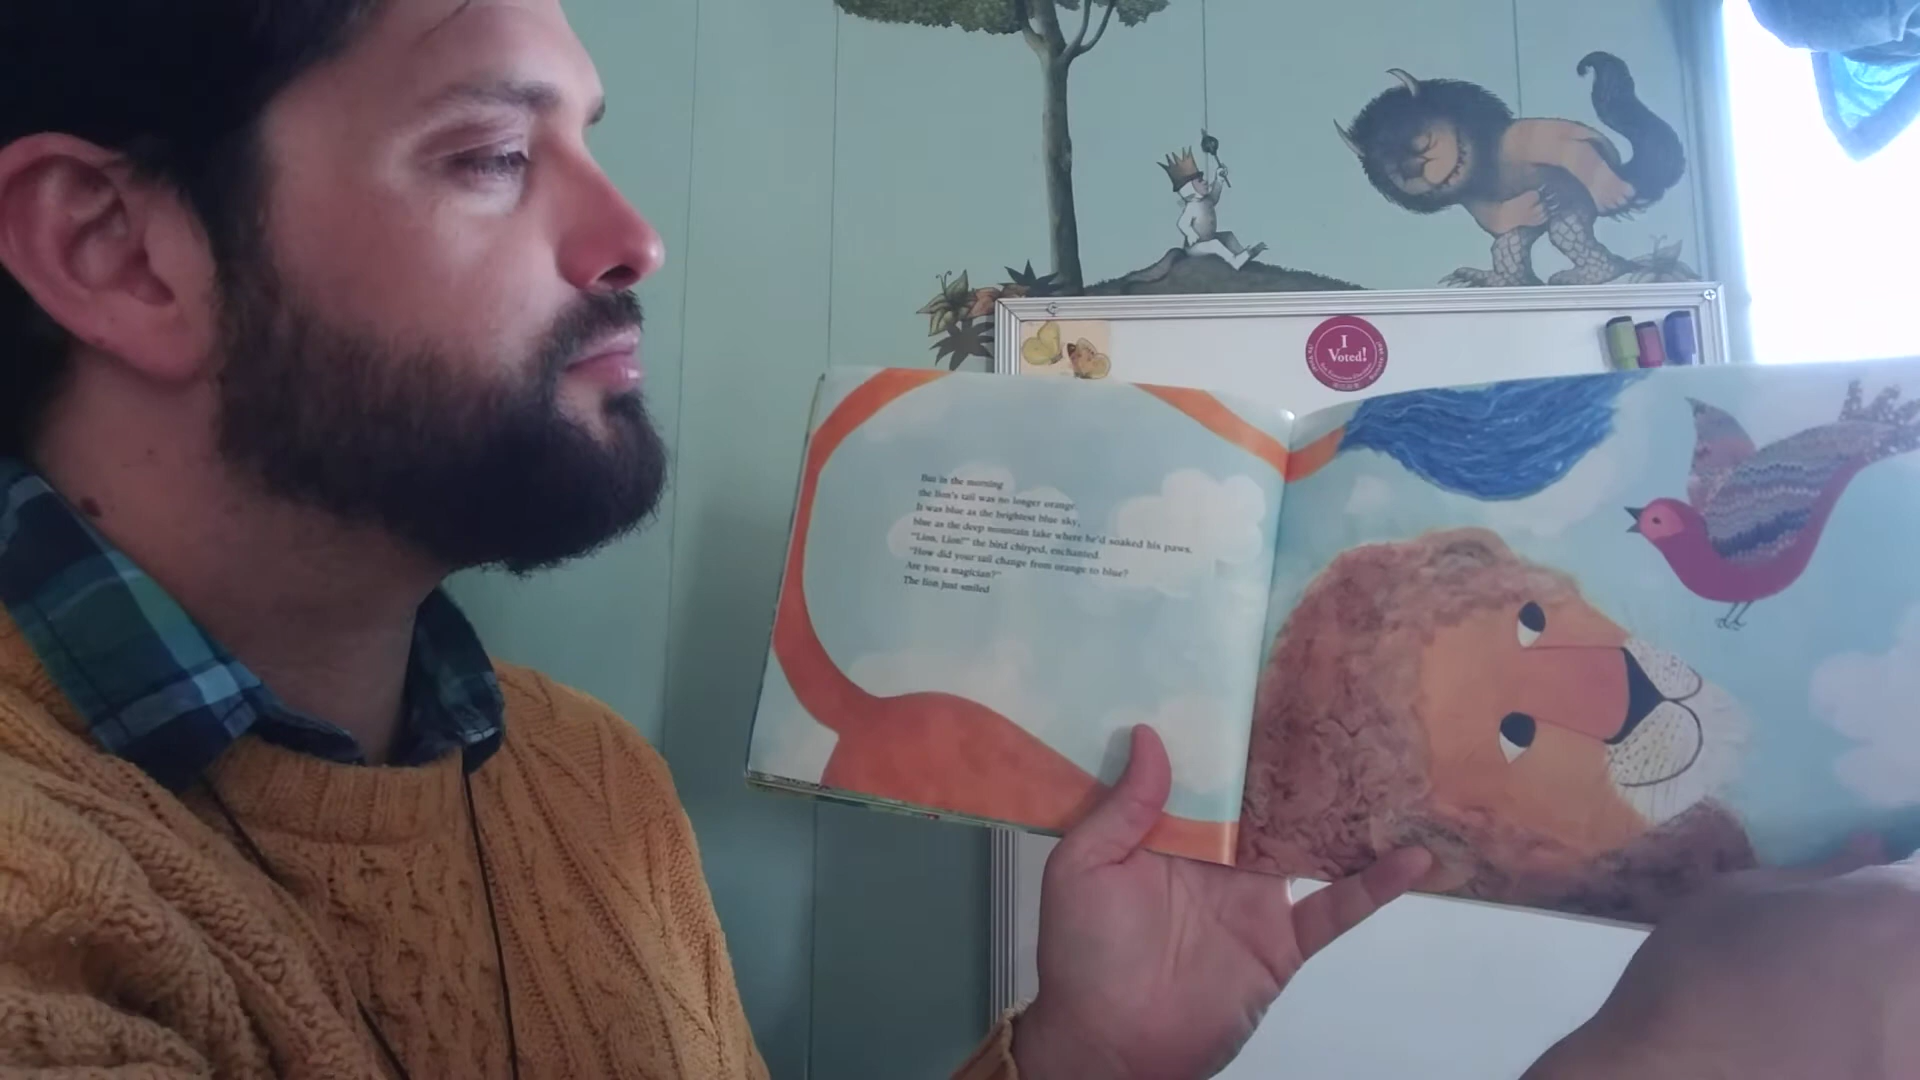 I
Voted!
But in the morning
the lion's tail was no longer orange.
It was blue as the brightest blue sky,
blue as the deep mountain lake where he'd soaked his paws.
"Lion, Lion!" the bird chirped, enchanted.
"How did your tail change from orange to blue?
Are you a magician?"
The lion just smiled